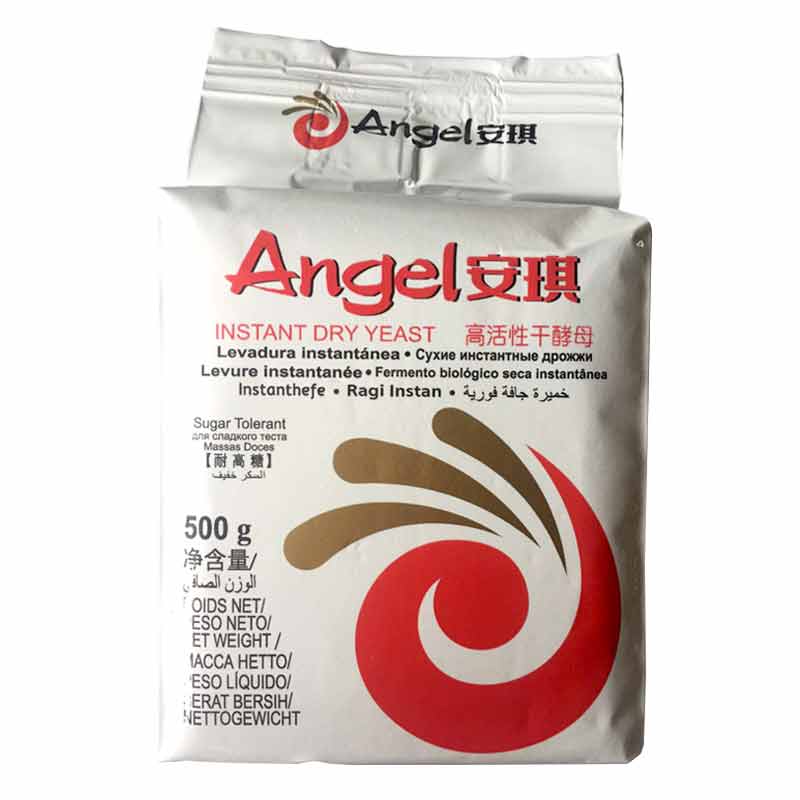 Angel安琪
Angel安琪
INSTANT DRY YEAST 高活性干酵母
Levadura instantánea • Сухие инстантные дрожжи
Levure instantanée • Fermento biológico seca instantânea
Instanthefe • Ragi Instan • خميرة جافة فورية
Sugar Tolerant
для сладкого теста
Massas Doces
【耐高糖】
السكر خفيف
500 g
净含量/
الوزن الصافي
OIDS NET/
PESO NETO/
NET WEIGHT /
MACCA HETTO/
PESO LÍQUIDO/
BERAT BERSIH/
NETTOGEWICHT